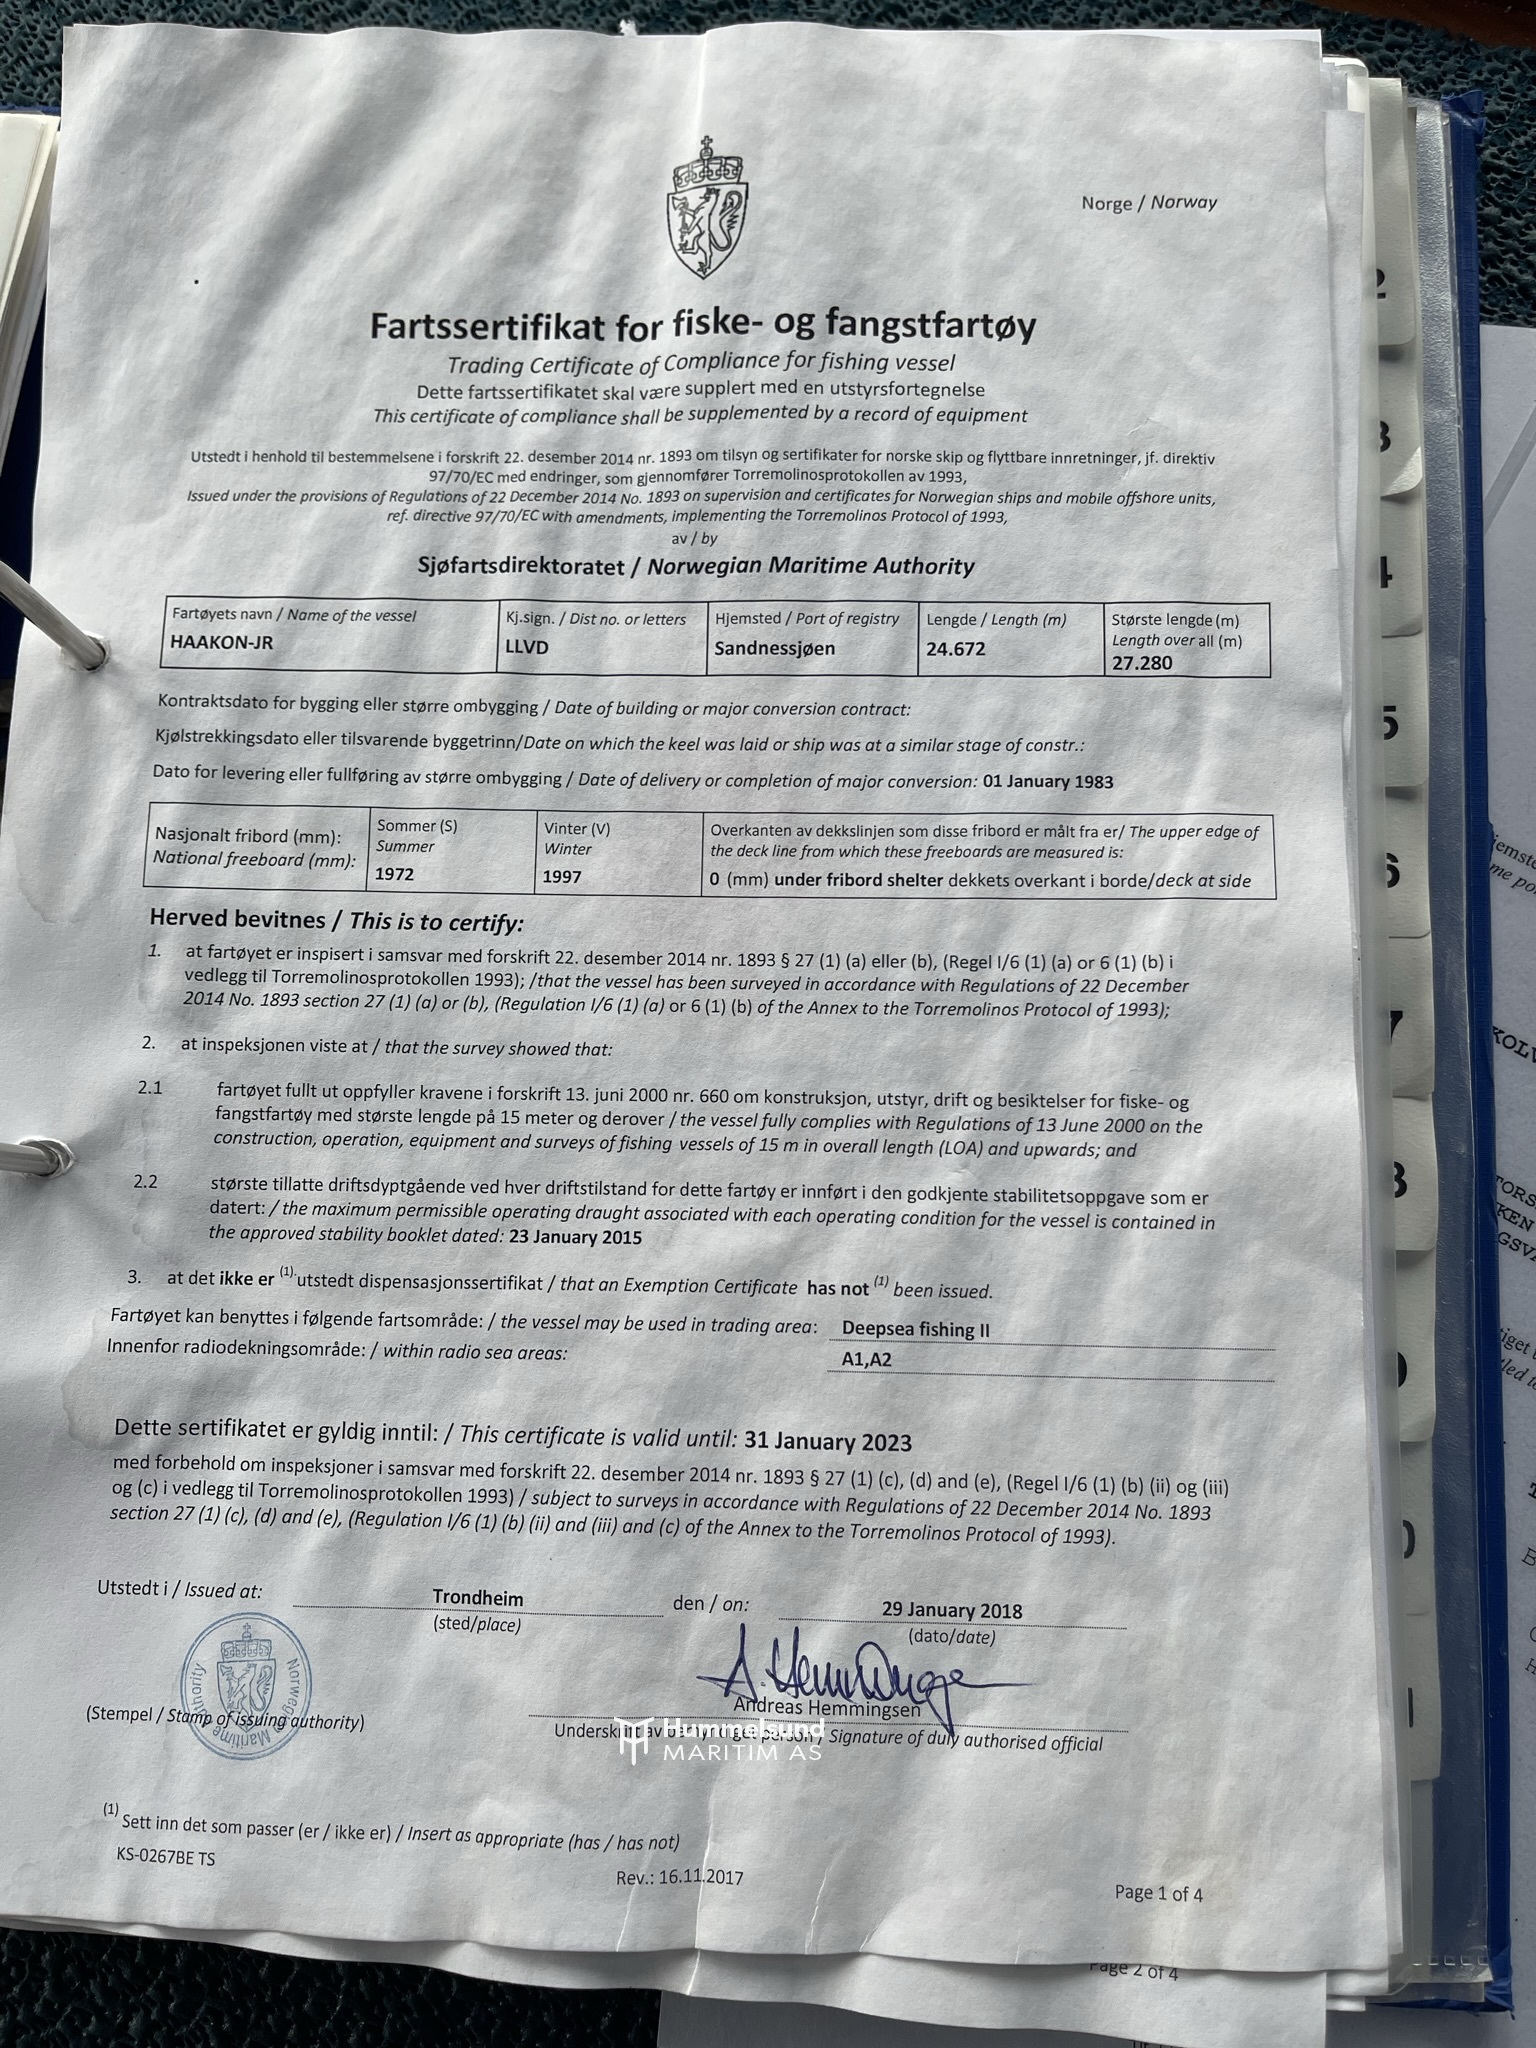 Norge / Norway
Fartssertifikat for fiske- og fangstfartøy
Trading Certificate of Compliance for fishing vessel
Dette fartssertifikatet skal være supplert med en utstyrsfortegnelse
This certificate of compliance shall be supplemented by a record of equipment
Utstedt i henhold til bestemmelsene i forskrift 22. desember 2014 nr. 1893 om tilsyn og sertifikater for norske skip og flyttbare innretninger, jf. direktiv
97/70/EC med endringer, som gjennomfører Torremolinosprotokollen av 1993,
Issued under the provisions of Regulations of 22 December 2014 No. 1893 on supervision and certificates for Norwegian ships and mobile offshore units,
ref. directive 97/70/EC with amendments, implementing the Torremolinos Protocol of 1993,
av / by
Sjøfartsdirektoratet / Norwegian Maritime Authority
Fartøyets navn / Name of the vessel
HAAKON-JR
Kj.sign. / Dist no. or letters
LLVD
Hjemsted / Port of registry
Sandnessjøen
Lengde / Length (m)
24.672
Største lengde (m)
Length over all (m)
27.280
Kontraktsdato for bygging eller større ombygging / Date of building or major conversion contract:
Kjølstrekkingsdato eller tilsvarende byggetrinn/Date on which the keel was laid or ship was at a similar stage of constr.:
Dato for levering eller fullføring av større ombygging / Date of delivery or completion of major conversion: 01 January 1983
Nasjonalt fribord (mm):
National freeboard (mm):
Sommer (S)
Summer
1972
Vinter (V)
Winter
1997
Overkanten av dekkslinjen som disse fribord er målt fra er/ The upper edge of
the deck line from which these freeboards are measured is:
0 (mm) under fribord shelter dekkets overkant i borde/deck at side
Herved bevitnes / This is to certify:
1. at fartøyet er inspisert i samsvar med forskrift 22. desember 2014 nr. 1893 § 27 (1) (a) eller (b), (Regel I/6 (1) (a) or 6 (1) (b) i
vedlegg til Torremolinosprotokollen 1993); /that the vessel has been surveyed in accordance with Regulations of 22 December
2014 No. 1893 section 27 (1) (a) or (b), (Regulation I/6 (1) (a) or 6 (1) (b) of the Annex to the Torremolinos Protocol of 1993);
2. at inspeksjonen viste at / that the survey showed that:
2.1 fartøyet fullt ut oppfyller kravene i forskrift 13. juni 2000 nr. 660 om konstruksjon, utstyr, drift og besiktelser for fiske- og
fangstfartøy med største lengde på 15 meter og derover / the vessel fully complies with Regulations of 13 June 2000 on the
construction, operation, equipment and surveys of fishing vessels of 15 m in overall length (LOA) and upwards; and
2.2 største tillatte driftsdyptgående ved hver driftstilstand for dette fartøy er innført i den godkjente stabilitetsoppgave som er
datert: / the maximum permissible operating draught associated with each operating condition for the vessel is contained in
the approved stability booklet dated: 23 January 2015
3. at det ikke er (1) utstedt dispensasjonssertifikat / that an Exemption Certificate has not (1) been issued.
Fartøyet kan benyttes i følgende fartsområde: / the vessel may be used in trading area: Deepsea fishing II
Innenfor radiodekningsområde: / within radio sea areas: A1,A2
Dette sertifikatet er gyldig inntil: / This certificate is valid until: 31 January 2023
med forbehold om inspeksjoner i samsvar med forskrift 22. desember 2014 nr. 1893 § 27 (1) (c), (d) and (e), (Regel I/6 (1) (b) (ii) og (iii)
og (c) i vedlegg til Torremolinosprotokollen 1993) / subject to surveys in accordance with Regulations of 22 December 2014 No. 1893
section 27 (1) (c), (d) and (e), (Regulation I/6 (1) (b) (ii) and (iii) and (c) of the Annex to the Torremolinos Protocol of 1993).
Utstedt i / Issued at: Trondheim den / on: 29 January 2018
(sted/place) (dato/date)
Norwegian Maritime Authority
(Stempel / Stamp of issuing authority)
Andreas Hemmingsen
Underskrift av bemyndiget person / Signature of duly authorised official
Hummelsund
MARITIM AS
(1) Sett inn det som passer (er / ikke er) / Insert as appropriate (has / has not)
KS-0267BE TS
Rev.: 16.11.2017
Page 1 of 4
Page 2 of 4
2
3
4
5
6
7
8